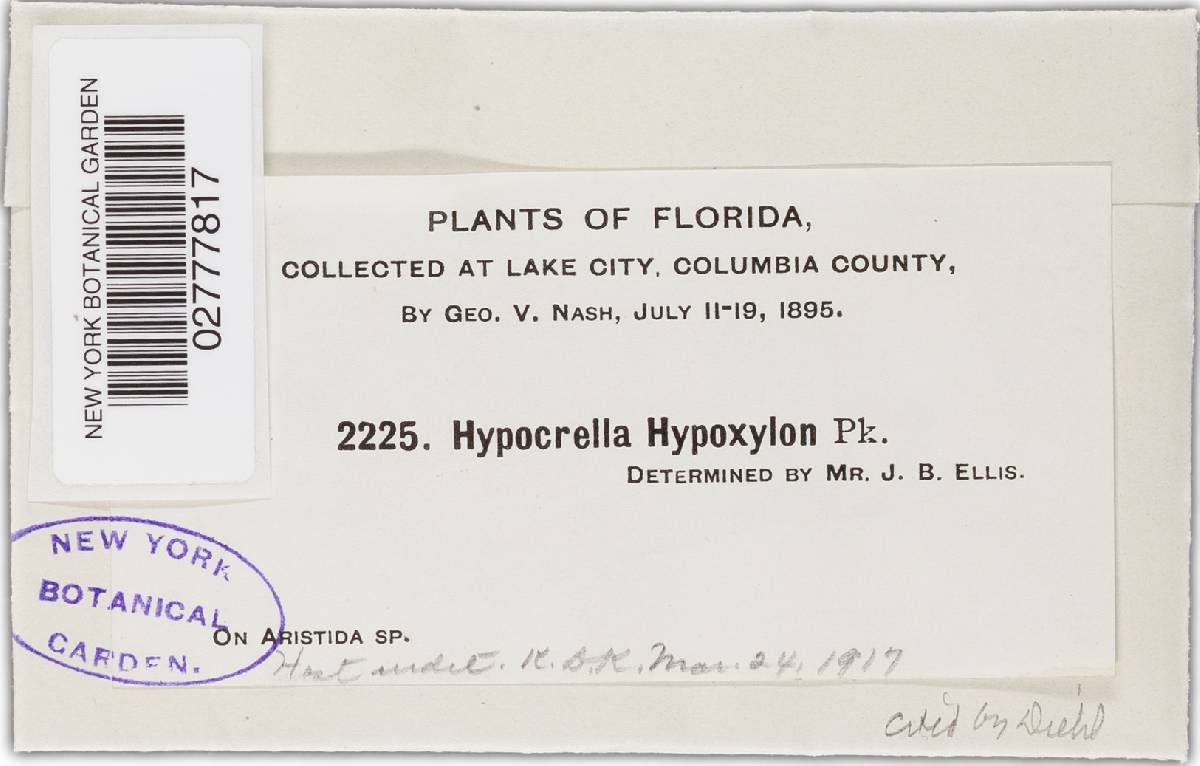 NEW YORK BOTANICAL GARDEN
02777817
PLANTS OF FLORIDA,
COLLECTED AT LAKE CITY, COLUMBIA COUNTY,
BY GEO. V. NASH, JULY 11-19, 1895.
2225. Hypocrella Hypoxylon Pk.
DETERMINED BY MR. J. B. ELLIS.
NEW YORK
BOTANICAL
GARDEN.
ON ARISTIDA SP.
Host undet. K.D.K. Mar. 24, 1917
cited by Diehl